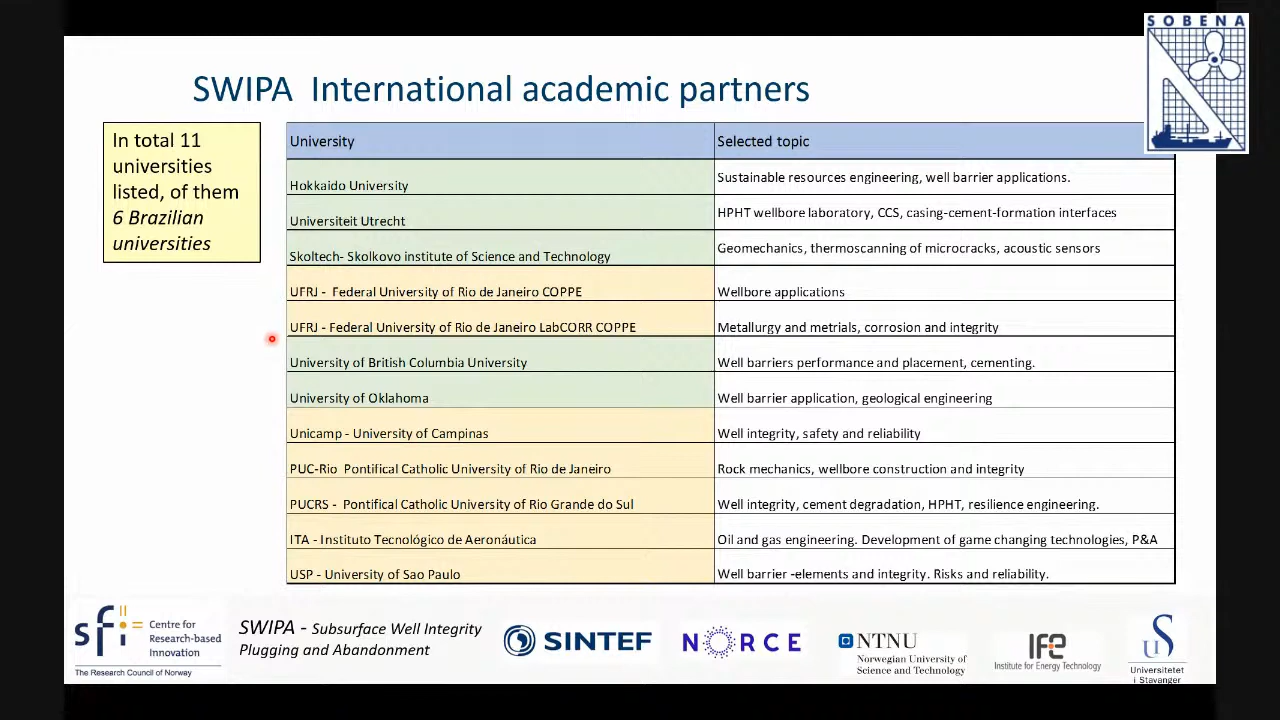 SOBENA
SWIPA International academic partners
In total 11
universities
listed, of them
6 Brazilian
universities
University
Selected topic
Hokkaido University
Sustainable resources engineering, well barrier applications.
Universiteit Utrecht
HPHT wellbore laboratory, CCS, casing-cement-formation interfaces
Skoltech- Skolkovo institute of Science and Technology
Geomechanics, thermoscanning of microcracks, acoustic sensors
UFRJ - Federal University of Rio de Janeiro COPPE
Wellbore applications
UFRJ - Federal University of Rio de Janeiro LabCORR COPPE
Metallurgy and metrials, corrosion and integrity
University of British Columbia University
Well barriers performance and placement, cementing.
University of Oklahoma
Well barrier application, geological engineering
Unicamp - University of Campinas
Well integrity, safety and reliability
PUC-Rio Pontifical Catholic University of Rio de Janeiro
Rock mechanics, wellbore construction and integrity
PUCRS - Pontifical Catholic University of Rio Grande do Sul
Well integrity, cement degradation, HPHT, resilience engineering.
ITA - Instituto Tecnológico de Aeronáutica
Oil and gas engineering. Development of game changing technologies, P&A
USP - University of Sao Paulo
Well barrier -elements and integrity. Risks and reliability.
sfi
Centre for
Research-based
Innovation
The Research Council of Norway
SWIPA - Subsurface Well Integrity
Plugging and Abandonment
SINTEF
NORCE
NTNU
Norwegian University of
Science and Technology
IFE
Institute for Energy Technology
uS
Universitetet
i Stavanger